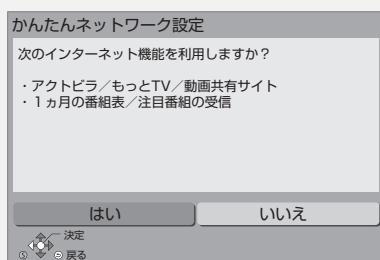 かんたんネットワーク設定
次のインターネット機能を利用しますか？
・アクトビラ／もっとTV／動画共有サイト
・１ヵ月の番組表／注目番組の受信
はい
いいえ
決定
S
戻る